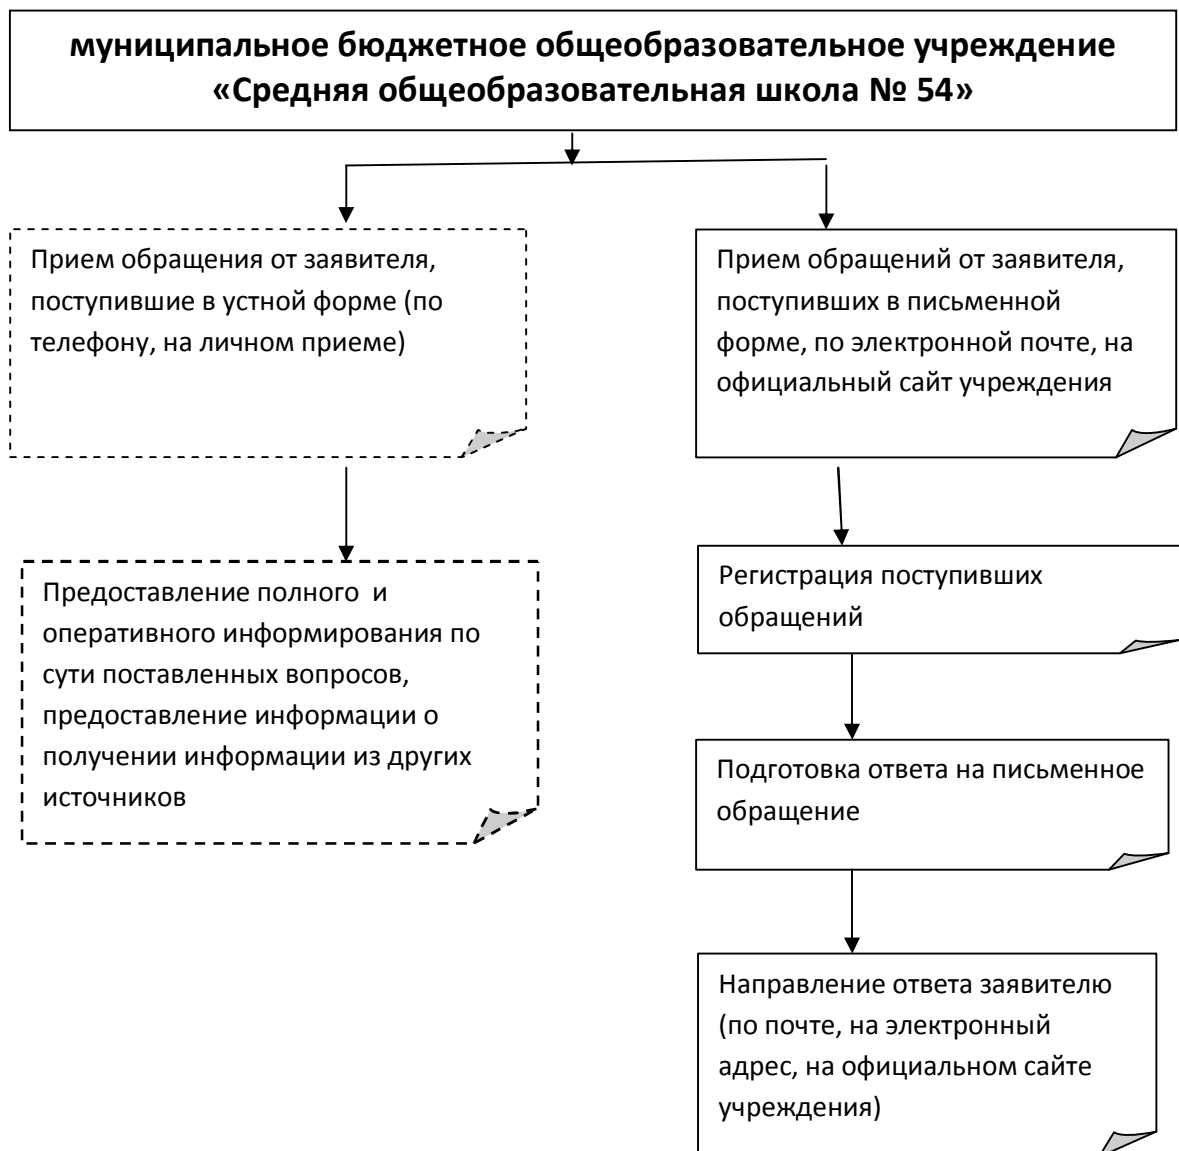 муниципальное бюджетное общеобразовательное учреждение
«Средняя общеобразовательная школа № 54»
Прием обращения от заявителя,
поступившие в устной форме (по
телефону, на личном приеме)
Предоставление полного  и
оперативного информирования по
сути поставленных вопросов,
предоставление информации о
получении информации из других
источников
Прием обращений от заявителя,
поступивших в письменной
форме, по электронной почте, на
официальный сайт учреждения
Регистрация поступивших
обращений
Подготовка ответа на письменное
обращение
Направление ответа заявителю
(по почте, на электронный
адрес, на официальном сайте
учреждения)